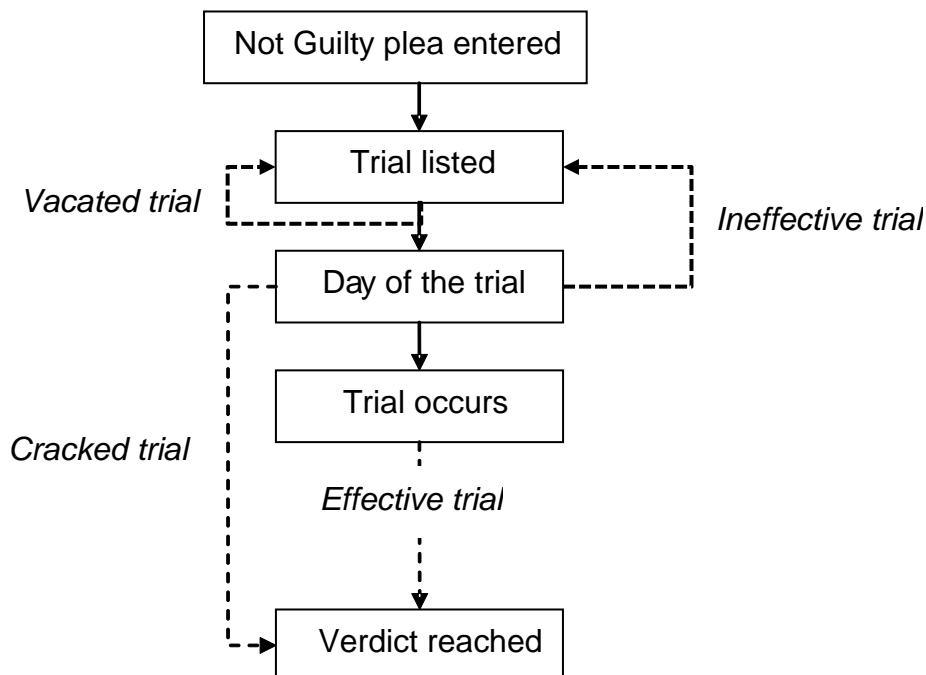 Not Guilty plea entered
Trial listed
Vacated trial
Ineffective trial
Day of the trial
Trial occurs
Cracked trial
Effective trial
Verdict reached